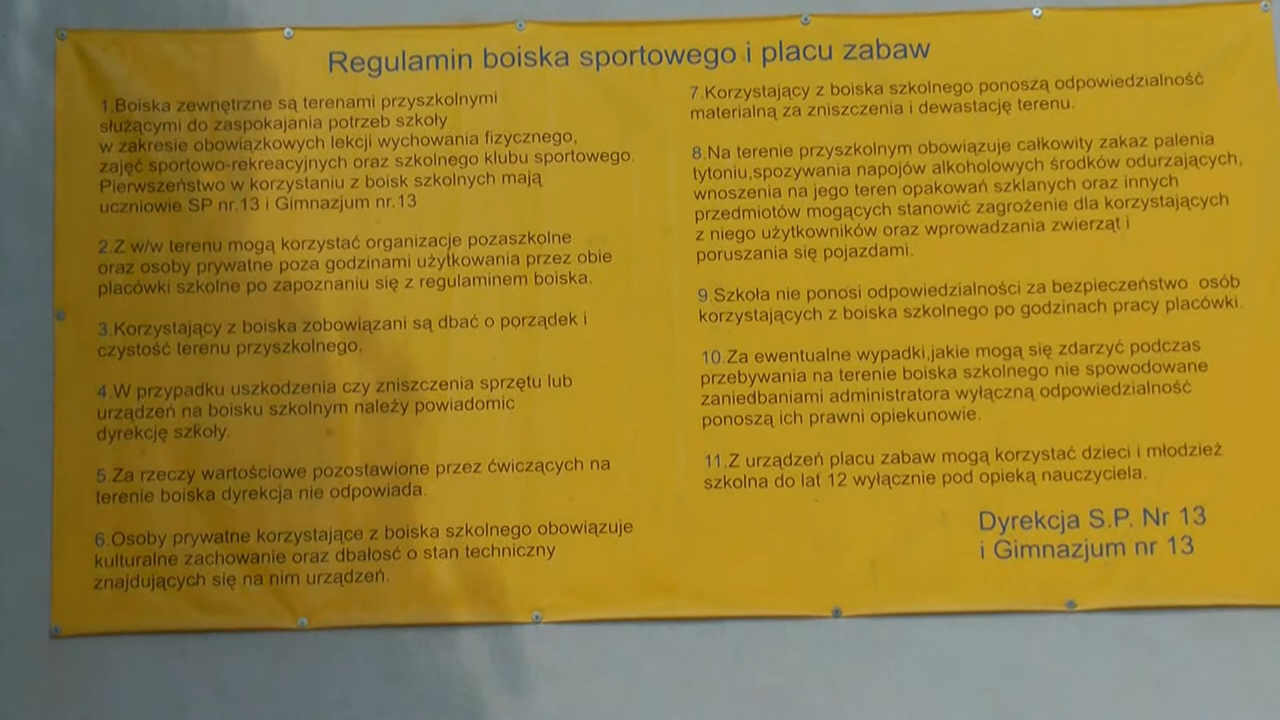 Regulamin boiska sportowego i placu zabaw
1.Boiska zewnętrzne są terenami przyszkolnymi
służącymi do zaspokajania potrzeb szkoły
w zakresie obowiązkowych lekcji wychowania fizycznego,
zajęć sportowo-rekreacyjnych oraz szkolnego klubu sportowego.
Pierwszeństwo w korzystaniu z boisk szkolnych mają
uczniowie SP nr.13 i Gimnazjum nr.13
2.Z w/w terenu mogą korzystać organizacje pozaszkolne
oraz osoby prywatne poza godzinami użytkowania przez obie
placówki szkolne po zapoznaniu się z regulaminem boiska.
3.Korzystający z boiska zobowiązani są dbać o porządek i
czystość terenu przyszkolnego.
4.W przypadku uszkodzenia czy zniszczenia sprzętu lub
urządzeń na boisku szkolnym należy powiadomic
dyrekcję szkoły.
5.Za rzeczy wartościowe pozostawione przez ćwiczących na
terenie boiska dyrekcja nie odpowiada.
6.Osoby prywatne korzystające z boiska szkolnego obowiązuje
kulturalne zachowanie oraz dbałosć o stan techniczny
znajdujących się na nim urządzeń.
7.Korzystający z boiska szkolnego ponoszą odpowiedzialność
materialną za zniszczenia i dewastację terenu.
8.Na terenie przyszkolnym obowiązuje całkowity zakaz palenia
tytoniu,spozywania napojów alkoholowych środków odurzających,
wnoszenia na jego teren opakowań szklanych oraz innych
przedmiotów mogących stanowić zagrożenie dla korzystających
z niego użytkowników oraz wprowadzania zwierząt i
poruszania się pojazdami.
9.Szkoła nie ponosi odpowiedzialności za bezpieczeństwo osób
korzystających z boiska szkolnego po godzinach pracy placówki.
10.Za ewentualne wypadki,jakie mogą się zdarzyć podczas
przebywania na terenie boiska szkolnego nie spowodowane
zaniedbaniami administratora wyłączną odpowiedzialność
ponoszą ich prawni opiekunowie.
11.Z urządzeń placu zabaw mogą korzystać dzieci i młodzież
szkolna do lat 12 wyłącznie pod opieką nauczyciela.
Dyrekcja S.P. Nr 13
i Gimnazjum nr 13